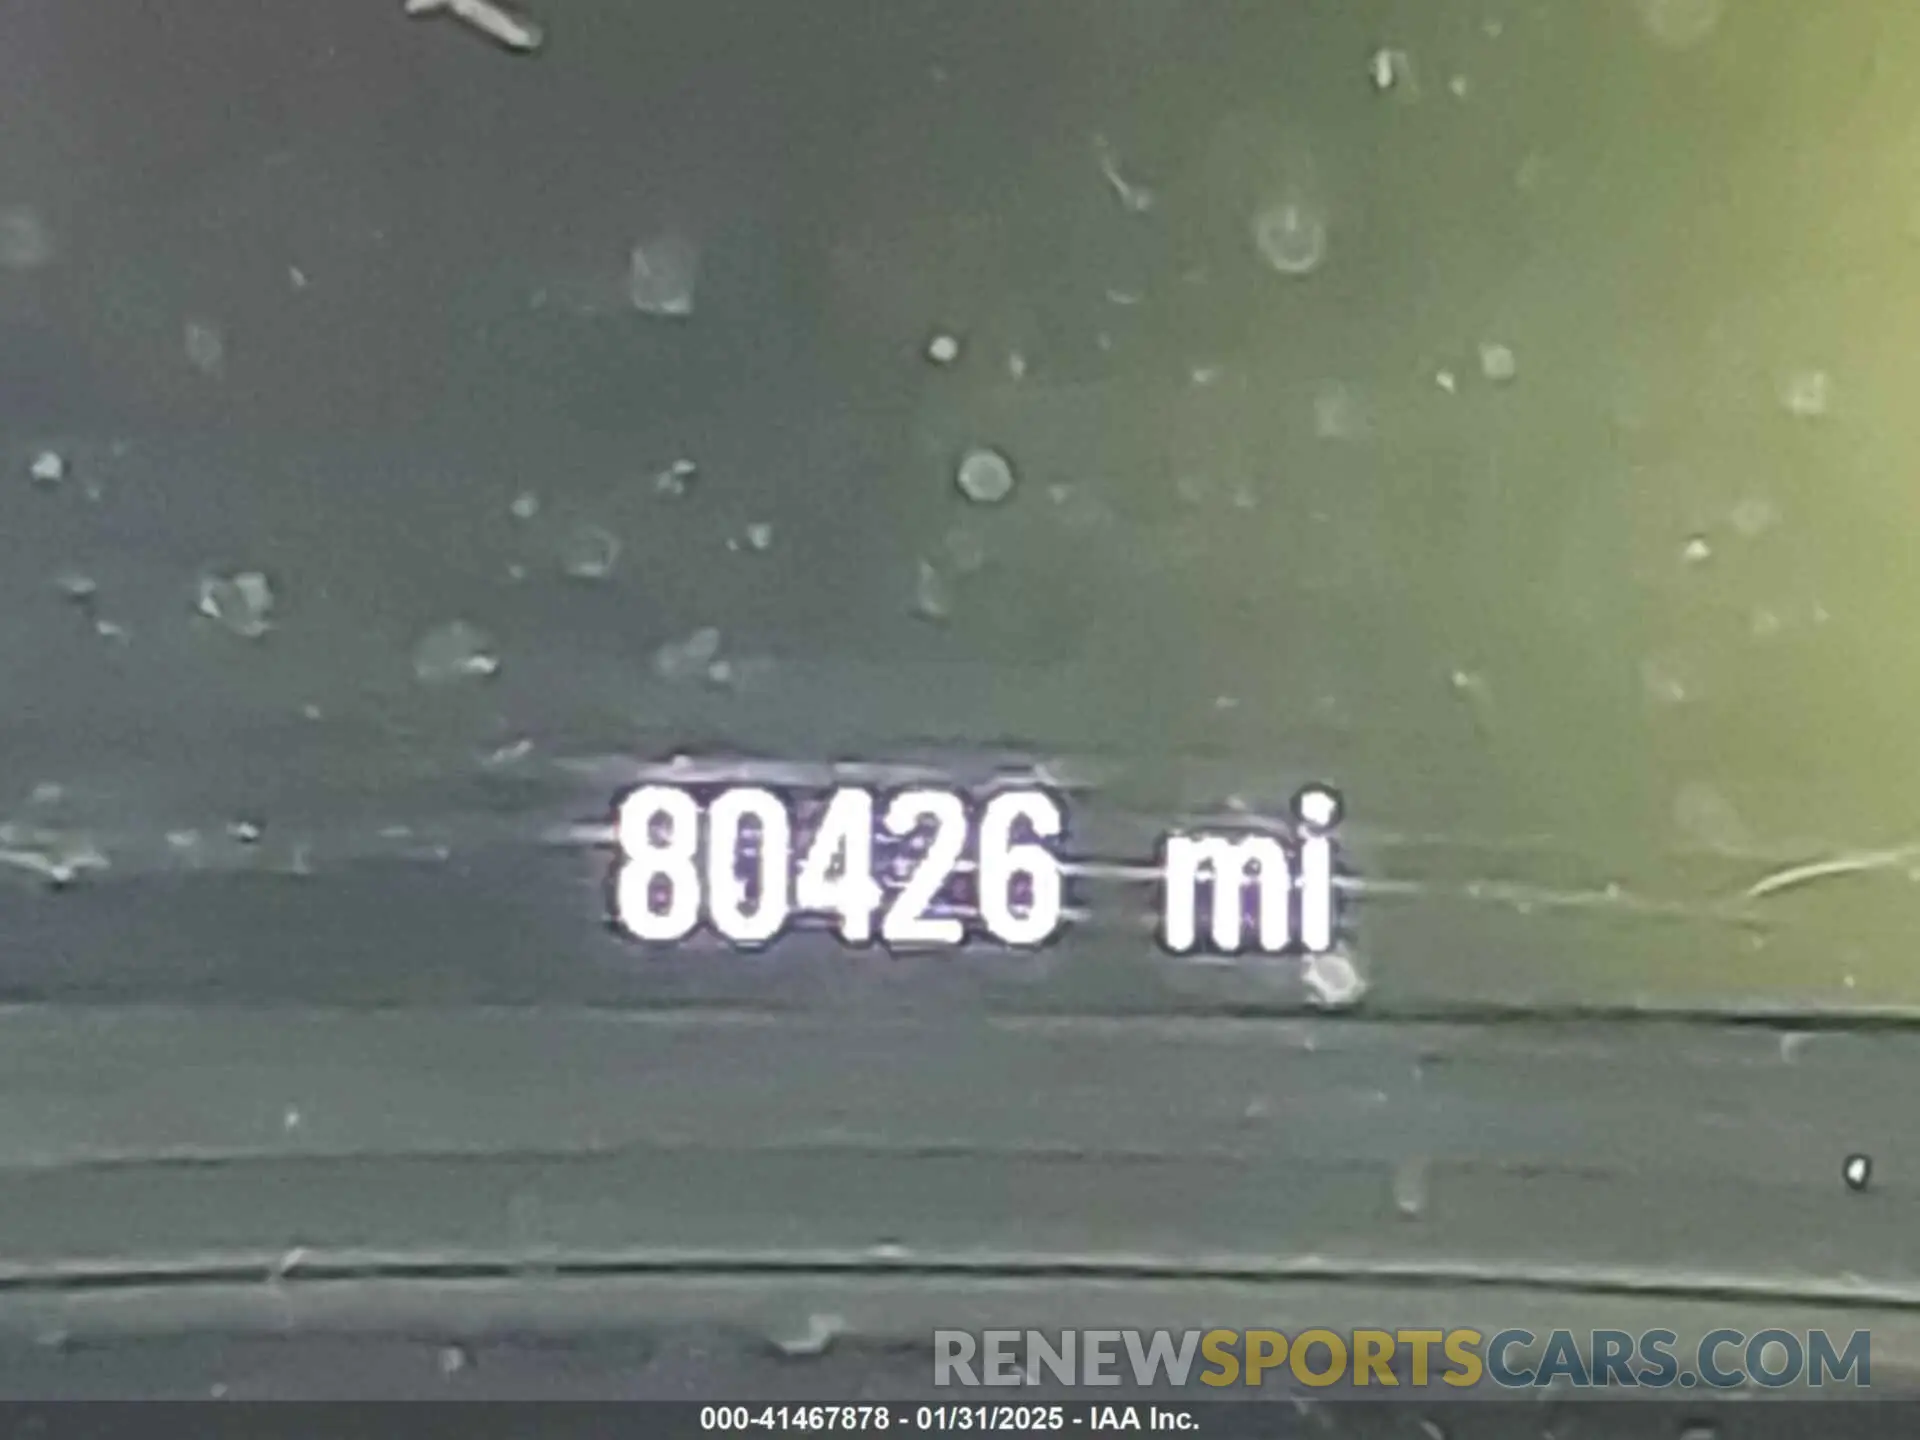 80426 mi
RENEWSPORTSCARS.COM
000-41467878 - 01/31/2025 - IAA Inc.